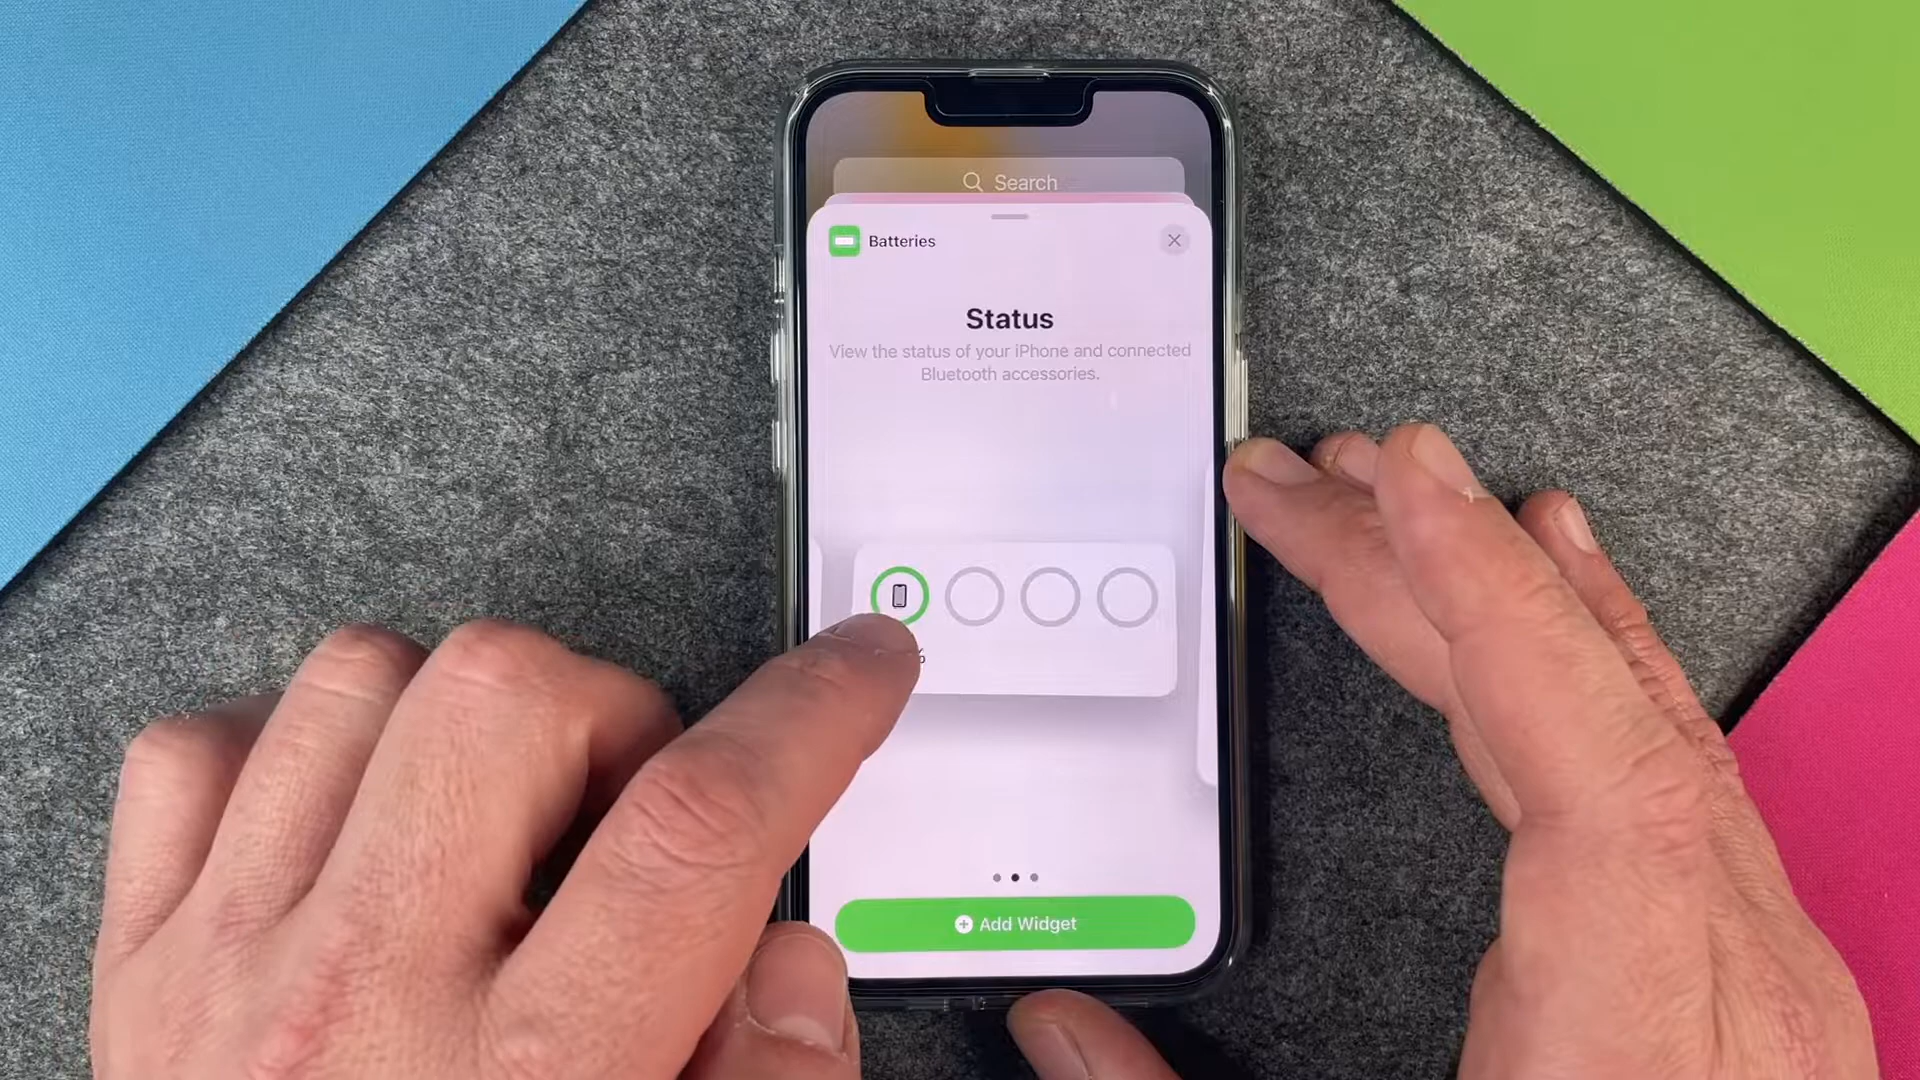 Search
Batteries
Status
View the status of your iPhone and connected
Bluetooth accessories.
%
Add Widget